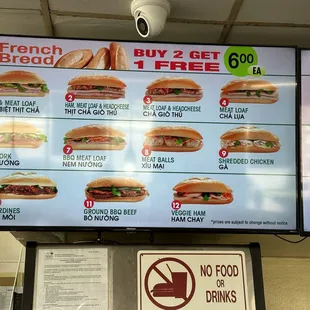 French
Bread
BUY 2 GET
1 FREE
6.00
EA
& MEAT LOAF
BIỆT THỊT CHẢ
2
HAM, MEAT LOAF & HEADCHEESE
THỊT CHẢ GIÒ THỦ
3
MEAT LOAF & HEADCHEESE
CHẢ GIÒ THỦ
4
MEAT LOAF
CHẢ LỤA
ORK
NƯỚNG
7
BBQ MEAT LOAF
NEM NƯỚNG
8
MEAT BALLS
XÍU MẠI
9
SHREDDED CHICKEN
GÀ
RDINES
MÒI
11
GROUND BBQ BEEF
BÒ NƯỚNG
12
VEGGIE HAM
HAM CHAY
*prices are subject to change without notice
NO FOOD
or
DRINKS